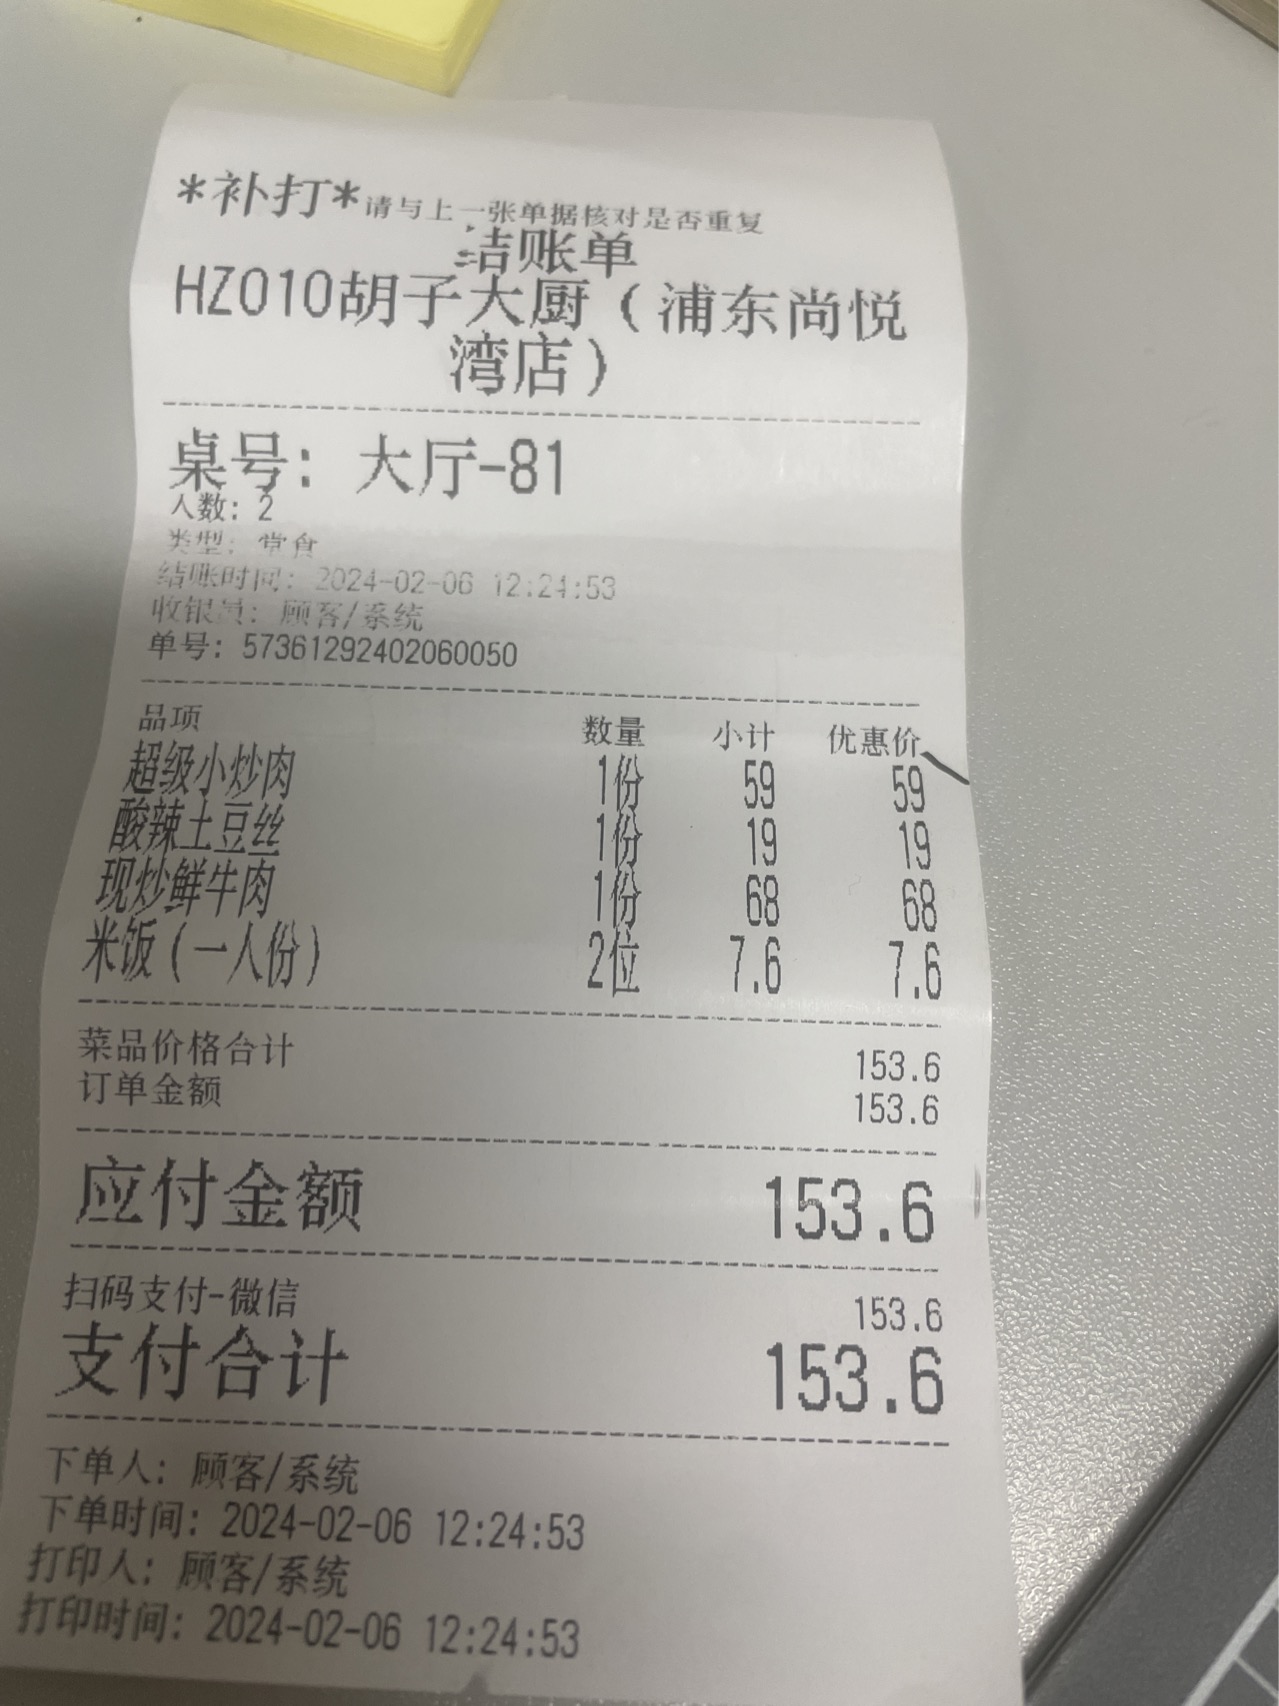 *补打*请与上一张单据核对是否重复
结账单
HZ010胡子大厨(浦东尚悦
湾店)
桌号: 大厅-81
人数: 2
类型: 堂食
结账时间: 2024-02-06 12:24:53
收银员: 顾客/系统
单号: 57361292402060050
品项 数量 小计 优惠价
超级小炒肉 1份 59 59
酸辣土豆丝 1份 19 19
现炒鲜牛肉 1份 68 68
米饭(一人份) 2位 7.6 7.6
菜品价格合计 153.6
订单金额 153.6
应付金额 153.6
扫码支付-微信 153.6
支付合计 153.6
下单人: 顾客/系统
下单时间: 2024-02-06 12:24:53
打印人: 顾客/系统
打印时间: 2024-02-06 12:24:53